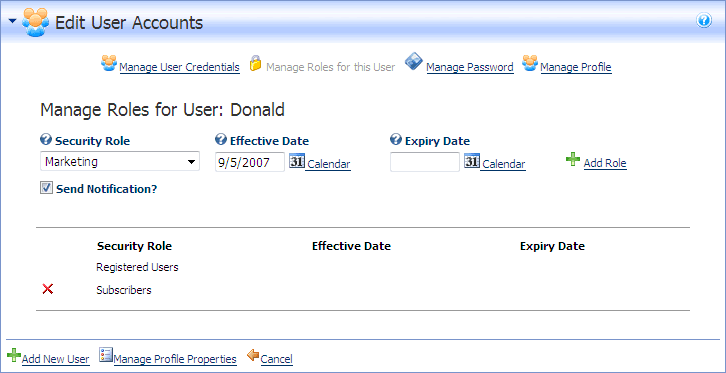 Edit User Accounts ?
Manage User Credentials Manage Roles for this User Manage Password Manage Profile
Manage Roles for User: Donald
? Security Role ? Effective Date ? Expiry Date
Marketing 9/5/2007 31 Calendar 31 Calendar Add Role
Send Notification?
Security Role Effective Date Expiry Date
Registered Users
Subscribers
Add New User Manage Profile Properties Cancel